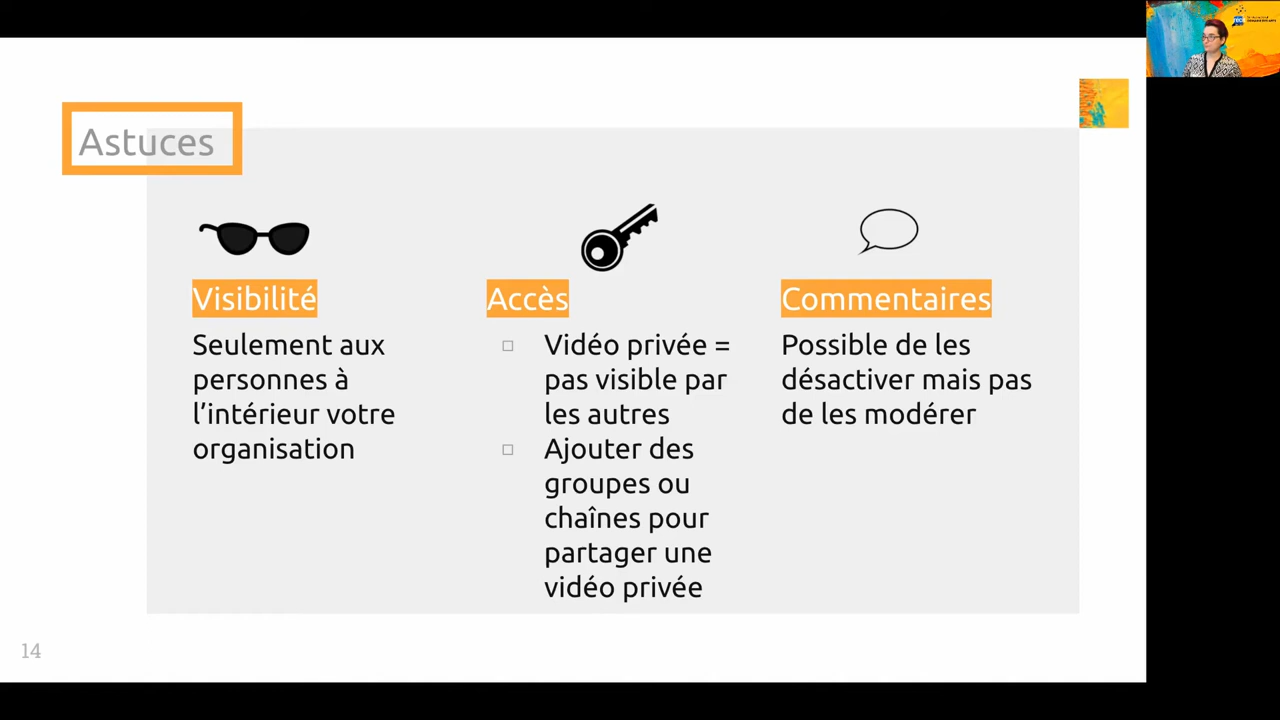 Astuces
Visibilité
Seulement aux
personnes à
l’intérieur votre
organisation
Accès
Vidéo privée =
pas visible par
les autres
Ajouter des
groupes ou
chaînes pour
partager une
vidéo privée
Commentaires
Possible de les
désactiver mais pas
de les modérer
14